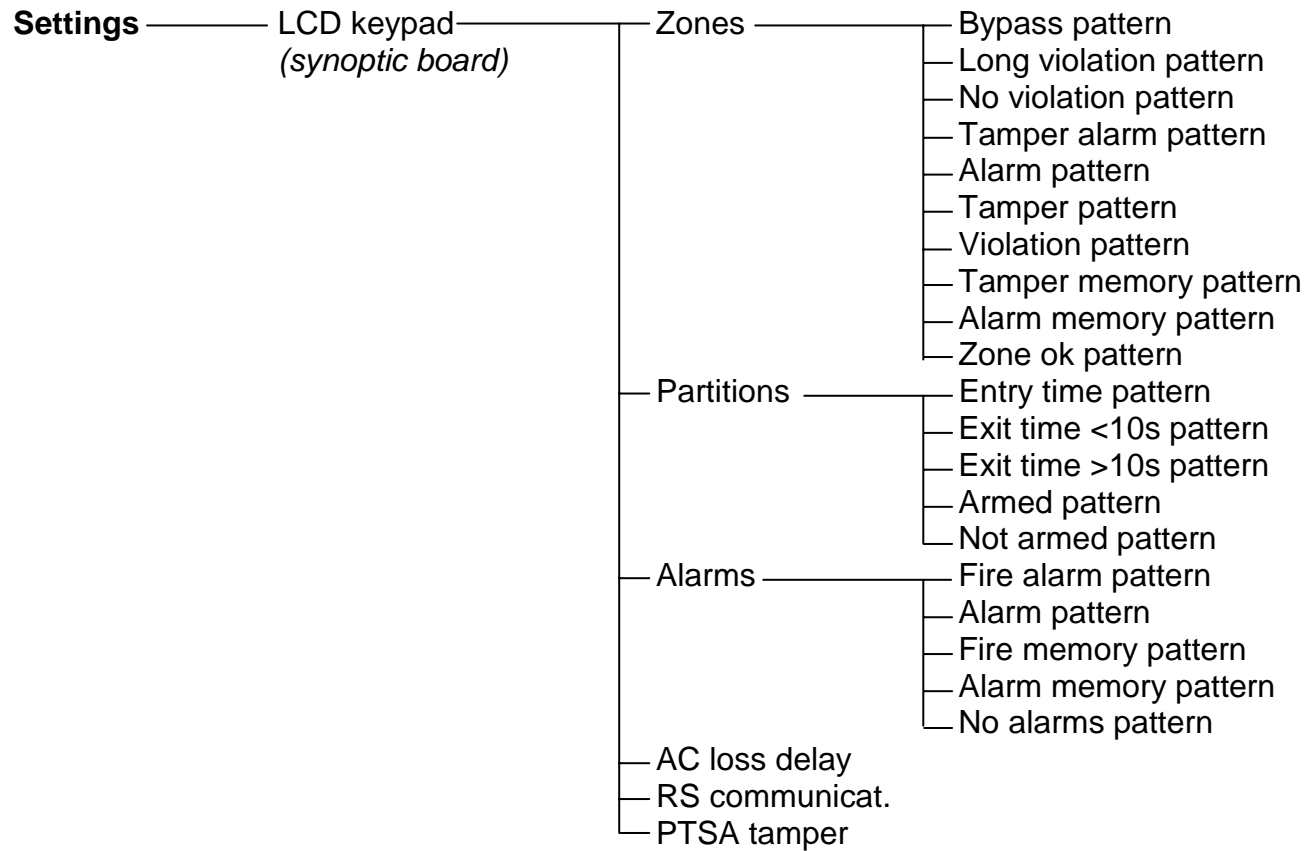 Settings LCD keypad Zones Bypass pattern
(synoptic board) Long violation pattern
No violation pattern
Tamper alarm pattern
Alarm pattern
Tamper pattern
Violation pattern
Tamper memory pattern
Alarm memory pattern
Zone ok pattern
Partitions Entry time pattern
Exit time <10s pattern
Exit time >10s pattern
Armed pattern
Not armed pattern
Alarms Fire alarm pattern
Alarm pattern
Fire memory pattern
Alarm memory pattern
No alarms pattern
AC loss delay
RS communicat.
PTSA tamper